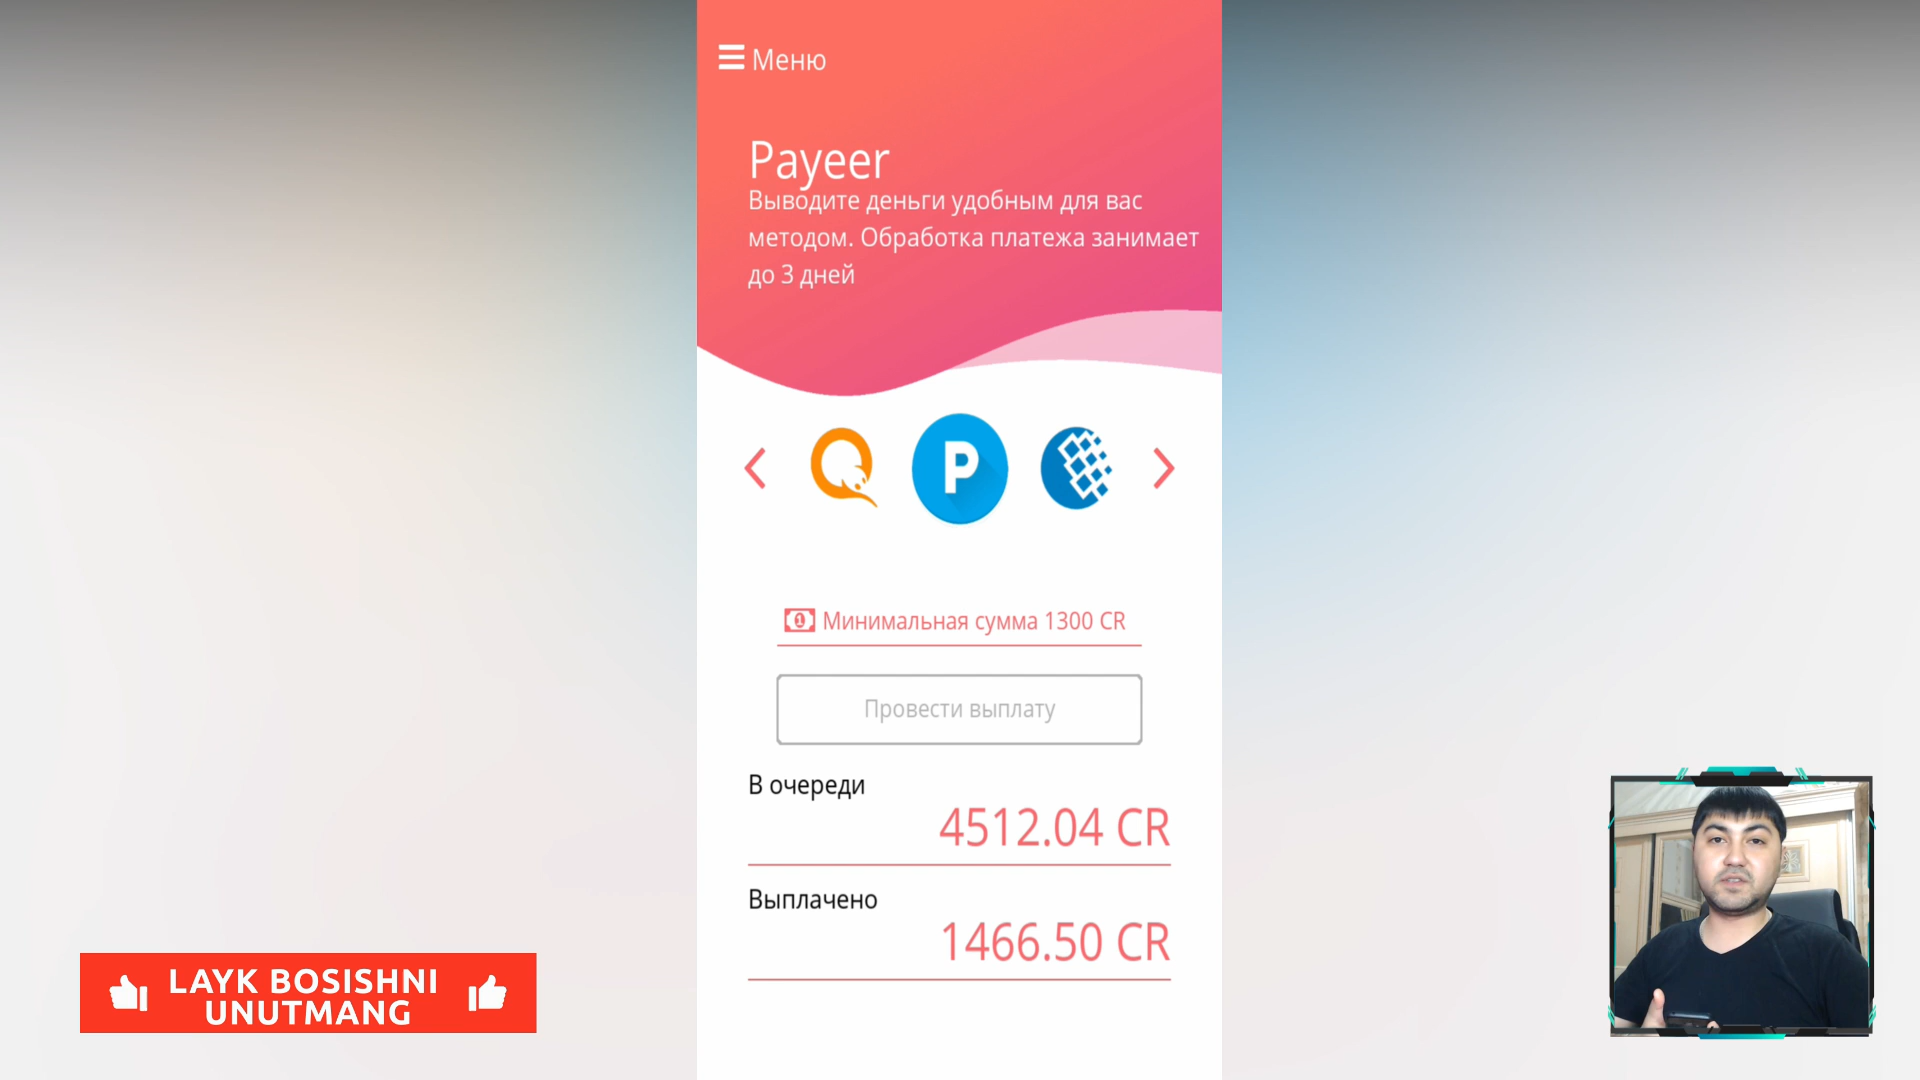 Меню
Payeer
Выводите деньги удобным для вас
методом. Обработка платежа занимает
до 3 дней
P
Минимальная сумма 1300 CR
Провести выплату
В очереди
4512.04 CR
Выплачено
1466.50 CR
LAYK BOSISHNI
UNUTMANG